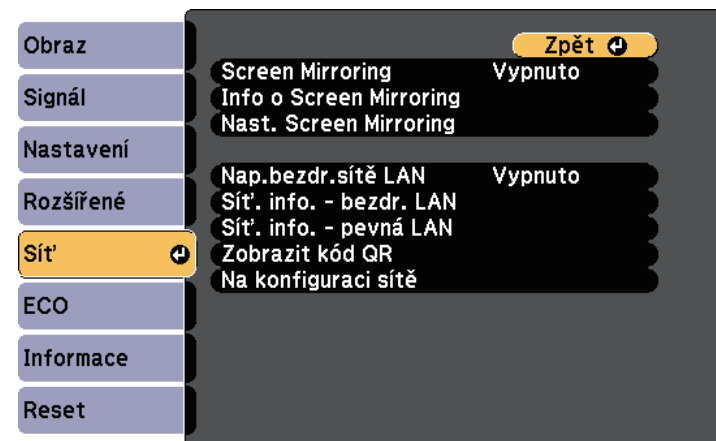 Obraz
Signál
Nastavení
Rozšířené
Síť
ECO
Informace
Reset
Zpět
Screen Mirroring Vypnuto
Info o Screen Mirroring
Nast. Screen Mirroring
Nap.bezdr.sítě LAN Vypnuto
Síť. info. - bezdr. LAN
Síť. info. - pevná LAN
Zobrazit kód QR
Na konfiguraci sítě